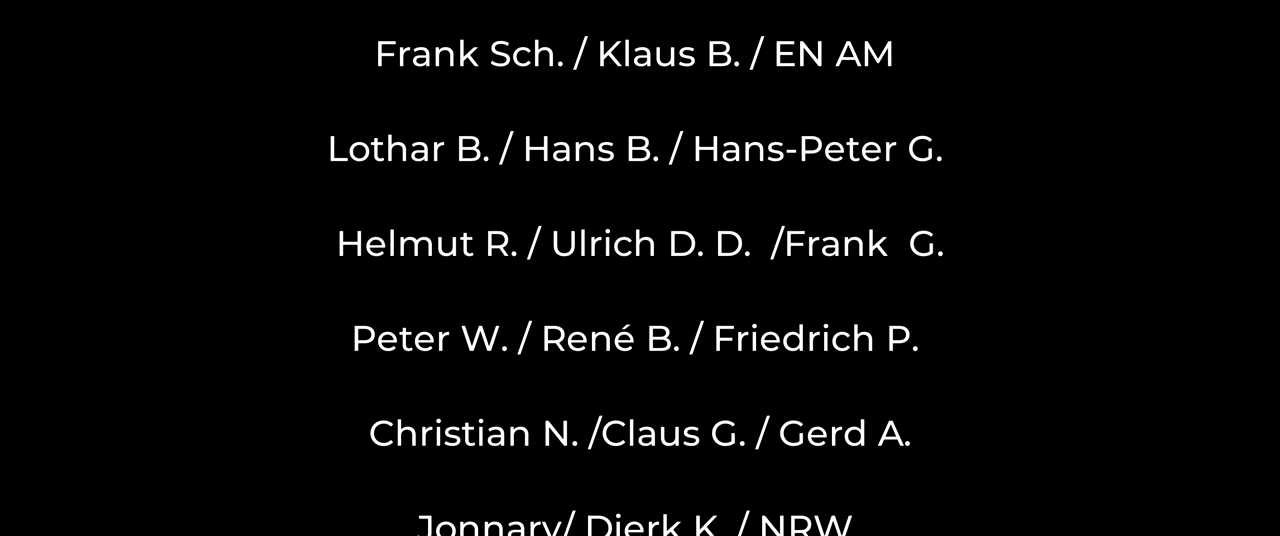 Frank Sch. / Klaus B. / EN AM
Lothar B. / Hans B. / Hans-Peter G.
Helmut R. / Ulrich D. D.  /Frank  G.
Peter W. / René B. / Friedrich P.
Christian N. /Claus G. / Gerd A.
Jonnary/ Dierk K. / NRW